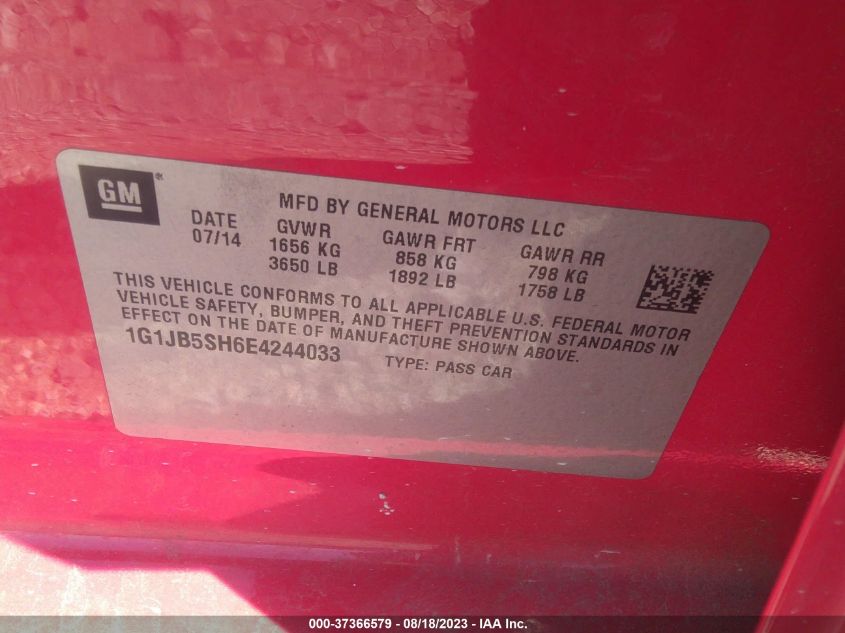 GM
MFD BY GENERAL MOTORS LLC
DATE GVWR GAWR FRT GAWR RR
07/14 1656 KG 858 KG 798 KG
3650 LB 1892 LB 1758 LB
THIS VEHICLE CONFORMS TO ALL APPLICABLE U.S. FEDERAL MOTOR
VEHICLE SAFETY, BUMPER, AND THEFT PREVENTION STANDARDS IN
EFFECT ON THE DATE OF MANUFACTURE SHOWN ABOVE.
1G1JB5SH6E4244033 TYPE: PASS CAR
000-37366579 - 08/18/2023 - IAA Inc.